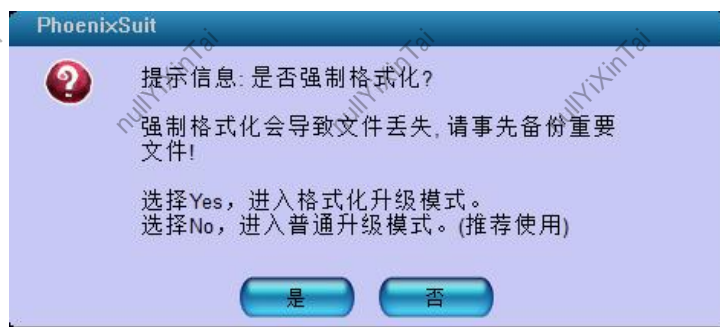 PhoenixSuit
提示信息: 是否强制格式化?
强制格式化会导致文件丢失, 请事先备份重要
文件!
选择Yes，进入格式化升级模式。
选择No，进入普通升级模式。(推荐使用)
是 否
nullYiXinTai
nullYiXinTai
nullYiXinTai